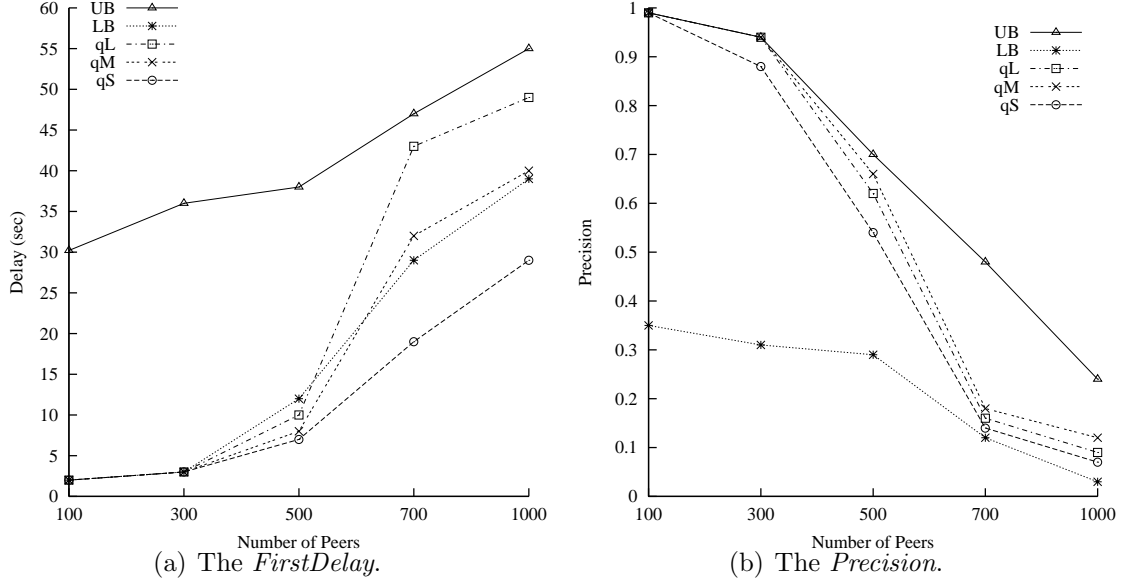 60
55
50
45
40
35
30
25
20
15
10
5
0
Delay (sec)
100 300 500 700 1000
Number of Peers
UB
LB
qL
qM
qS
(a) The FirstDelay.
1
0.9
0.8
0.7
0.6
0.5
0.4
0.3
0.2
0.1
0
Precision
100 300 500 700 1000
Number of Peers
UB
LB
qL
qM
qS
(b) The Precision.